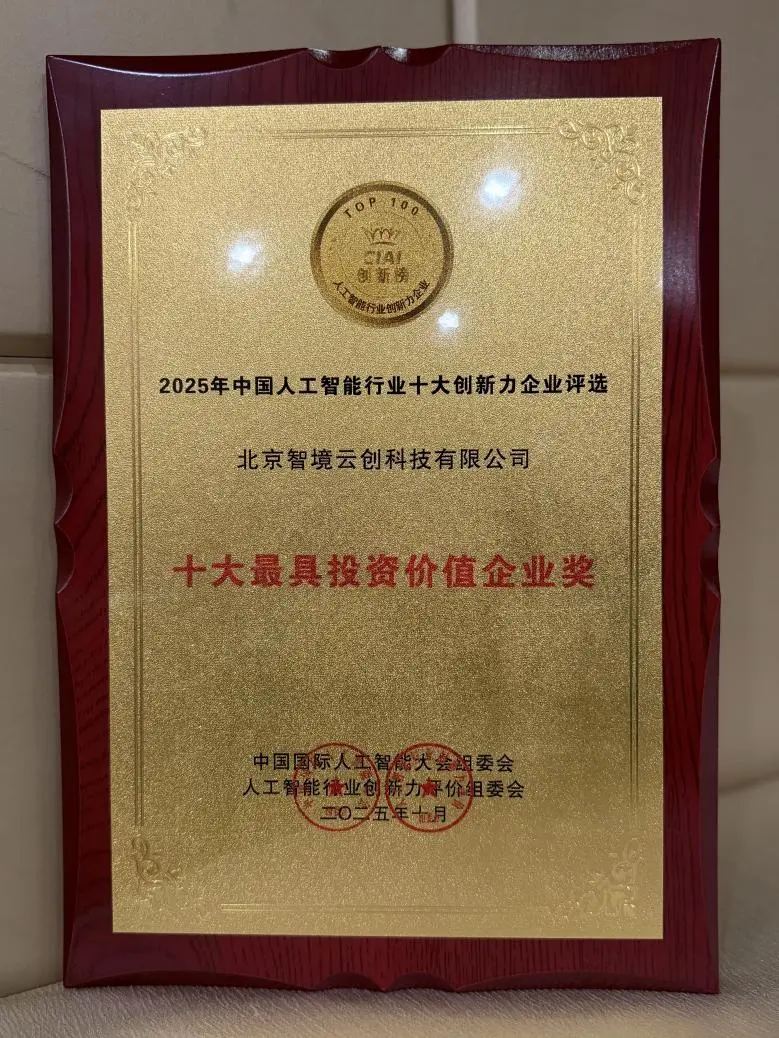 TOP 100
CIAI
创新榜
人工智能行业创新力企业
2025年中国人工智能行业十大创新力企业评选
北京智境云创科技有限公司
十大最具投资价值企业奖
中国国际人工智能大会组委会
人工智能行业创新力评价组委会
二〇二五年十月